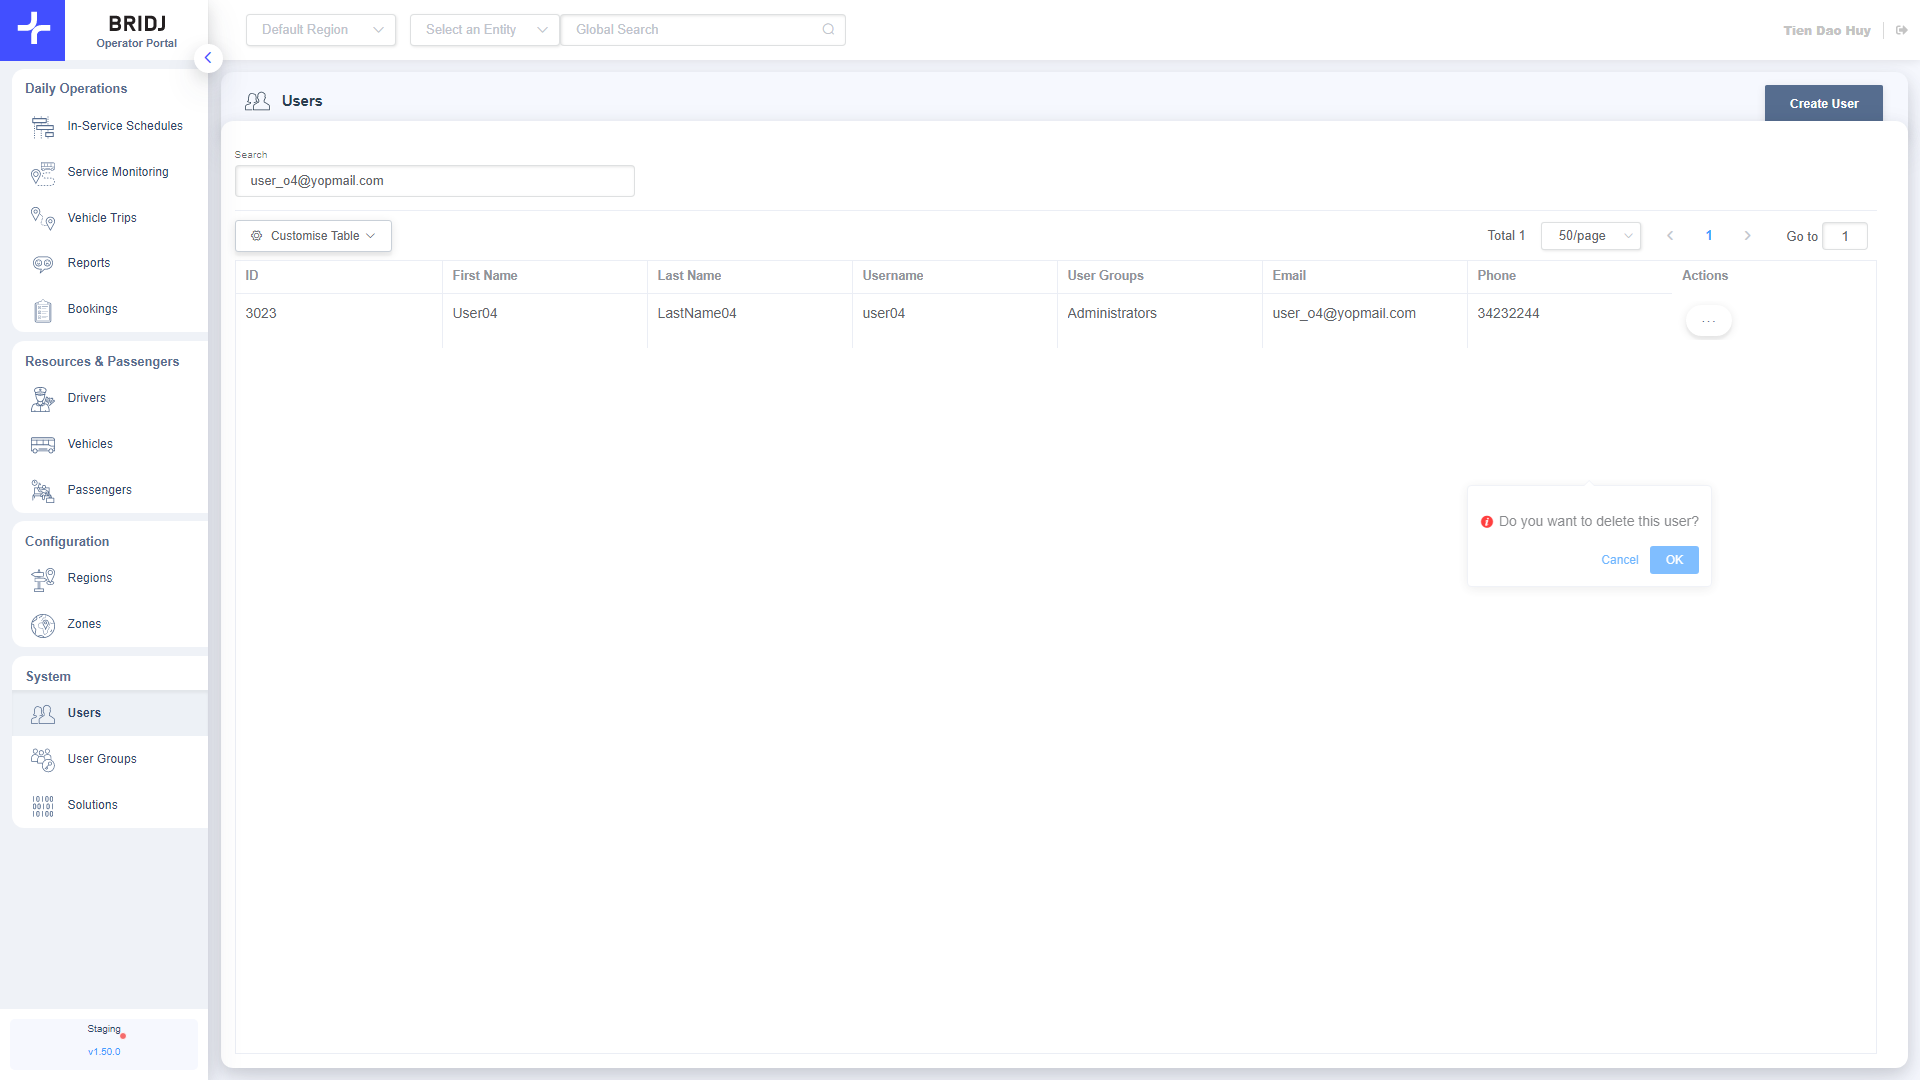 BRIDJ
Operator Portal
Default Region
Select an Entity
Global Search
Tien Dao Huy
Daily Operations
In-Service Schedules
Service Monitoring
Vehicle Trips
Reports
Bookings
Resources & Passengers
Drivers
Vehicles
Passengers
Configuration
Regions
Zones
System
Users
User Groups
Solutions
Staging
v1.50.0
Users
Create User
Search
user_o4@yopmail.com
Customise Table
Total 1
50/page
1
Go to
1
ID First Name Last Name Username User Groups Email Phone Actions
3023 User04 LastName04 user04 Administrators user_o4@yopmail.com 34232244 ...
Do you want to delete this user?
Cancel
OK